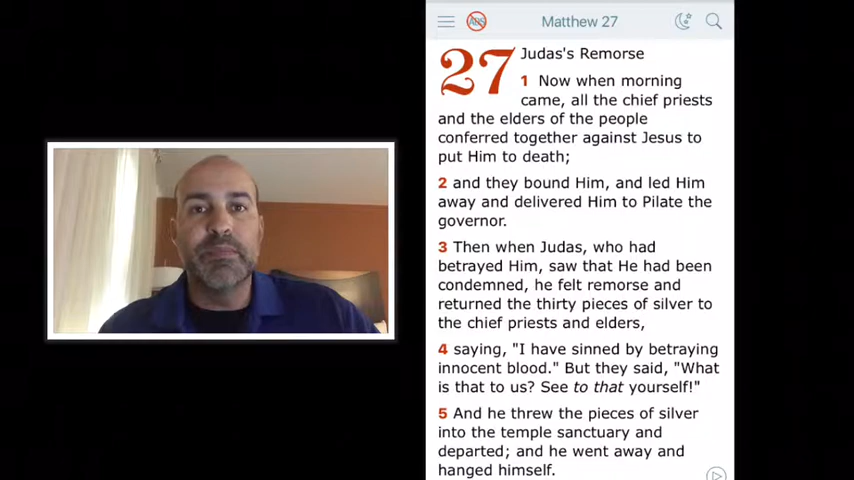 Matthew 27
ADS
27
Judas's Remorse
1 Now when morning
came, all the chief priests
and the elders of the people
conferred together against Jesus to
put Him to death;
2 and they bound Him, and led Him
away and delivered Him to Pilate the
governor.
3 Then when Judas, who had
betrayed Him, saw that He had been
condemned, he felt remorse and
returned the thirty pieces of silver to
the chief priests and elders,
4 saying, "I have sinned by betraying
innocent blood." But they said, "What
is that to us? See to that yourself!"
5 And he threw the pieces of silver
into the temple sanctuary and
departed; and he went away and
hanged himself.